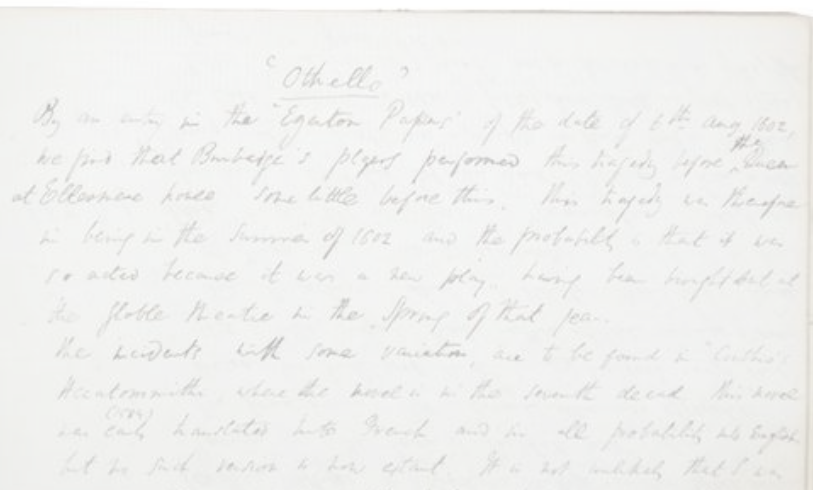 'Othello'
By an entry in the "Egerton Papers" of the date of 6th Aug 1602,
we find that Burbadge's players performed this tragedy before the Queen
at Ellesmere house some little before this. This tragedy was therefore
in being in the summer of 1602 and the probability is that it was
so acted because it was a new play, having been brought out at
the Globle theatre in the Spring of that year.
The incidents with some variation, are to be found in "Cinthio's
Hecatommithi, where the novel is in the seventh decad. This novel
was early (1584) translated into French and in all probability into English
but no such version is now extant. It is not unlikely that S was